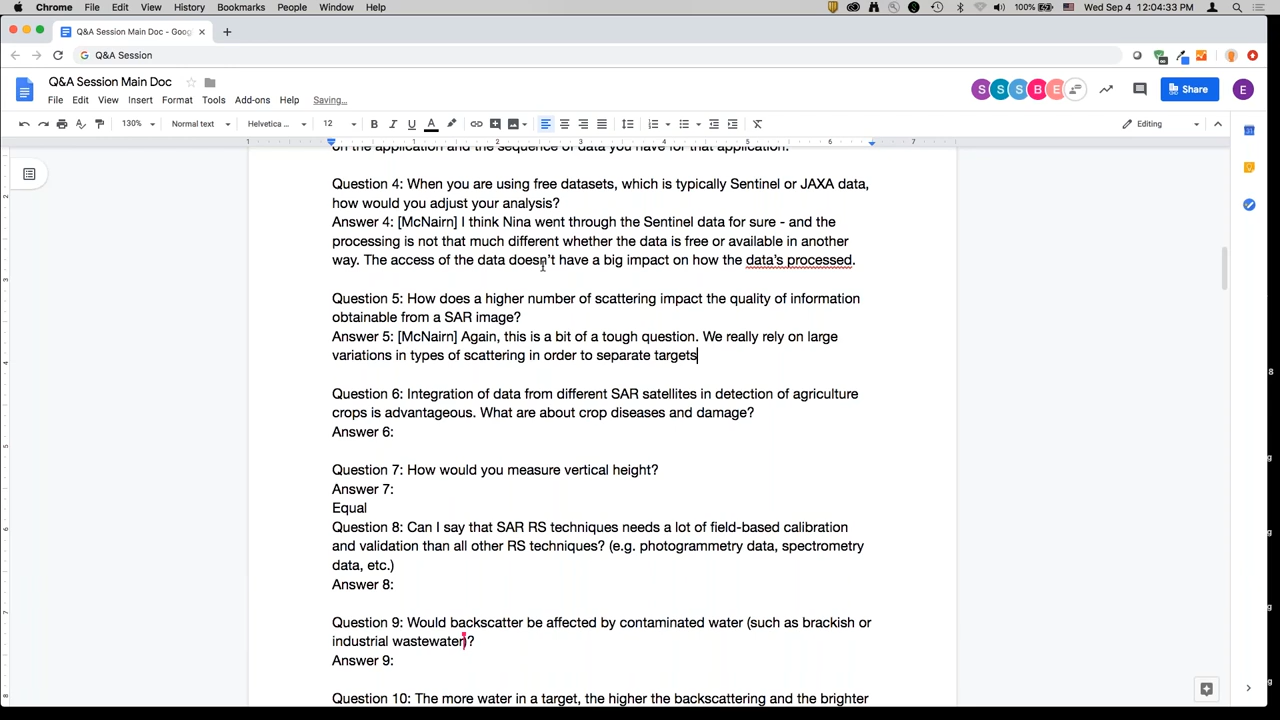 Chrome File Edit View History Bookmarks People Window Help 100% Wed Sep 4 12:04:33 PM
Q&A Session Main Doc - Goog
Q&A Session
Q&A Session Main Doc
File Edit View Insert Format Tools Add-ons Help Saving...
S S S B E Share E
130% Normal text Helvetica ... 12 B I U A Editing
1 1 2 3 4 5 6 7
on the application and the sequence of data you have for that application.
Question 4: When you are using free datasets, which is typically Sentinel or JAXA data,
how would you adjust your analysis?
Answer 4: [McNairn] I think Nina went through the Sentinel data for sure - and the
processing is not that much different whether the data is free or available in another
way. The access of the data doesn't have a big impact on how the data's processed.
Question 5: How does a higher number of scattering impact the quality of information
obtainable from a SAR image?
Answer 5: [McNairn] Again, this is a bit of a tough question. We really rely on large
variations in types of scattering in order to separate targets
Question 6: Integration of data from different SAR satellites in detection of agriculture
crops is advantageous. What are about crop diseases and damage?
Answer 6:
Question 7: How would you measure vertical height?
Answer 7:
Equal
Question 8: Can I say that SAR RS techniques needs a lot of field-based calibration
and validation than all other RS techniques? (e.g. photogrammetry data, spectrometry
data, etc.)
Answer 8:
Question 9: Would backscatter be affected by contaminated water (such as brackish or
industrial wastewater)?
Answer 9:
Question 10: The more water in a target, the higher the backscattering and the brighter